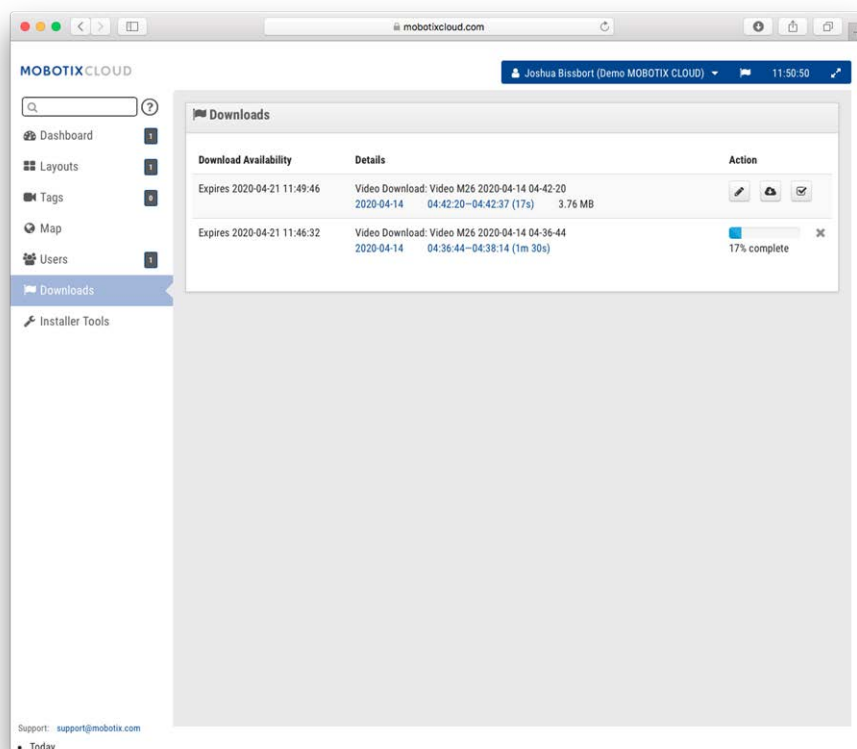 mobotixcloud.com
MOBOTIXCLOUD
Joshua Bissbort (Demo MOBOTIX CLOUD) 11:50:50
?
Dashboard 1
Layouts 1
Tags 0
Map
Users 1
Downloads
Installer Tools
Downloads
Download Availability Details Action
Expires 2020-04-21 11:49:46 Video Download: Video M26 2020-04-14 04-42-20
2020-04-14 04:42:20—04:42:37 (17s) 3.76 MB
Expires 2020-04-21 11:46:32 Video Download: Video M26 2020-04-14 04-36-44
2020-04-14 04:36:44—04:38:14 (1m 30s) 17% complete
Support: support@mobotix.com
• Today